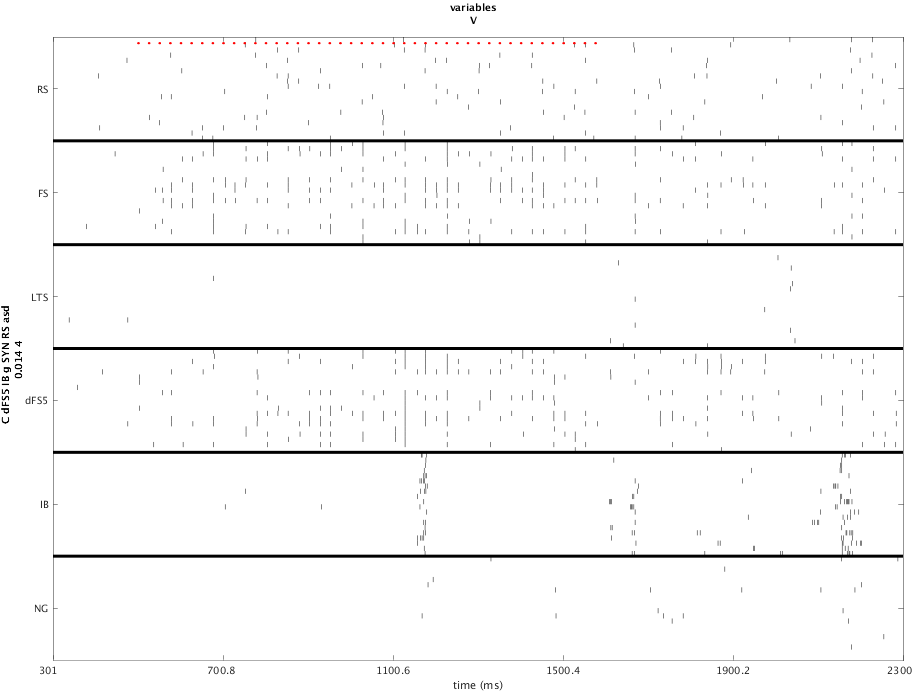 variables
V
RS
FS
LTS
dFS5
IB
NG
C dFS5 IB g SYN RS asd
0.014 4
301
700.8
1100.6
1500.4
1900.2
2300
time (ms)